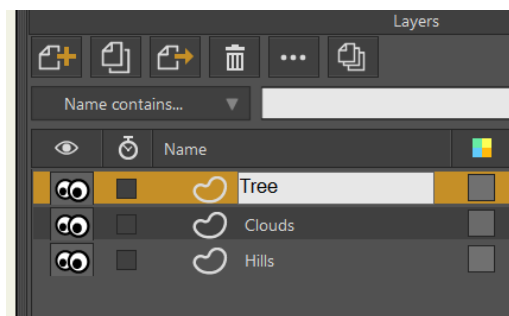 Layers
Name contains...
Name
Tree
Clouds
Hills